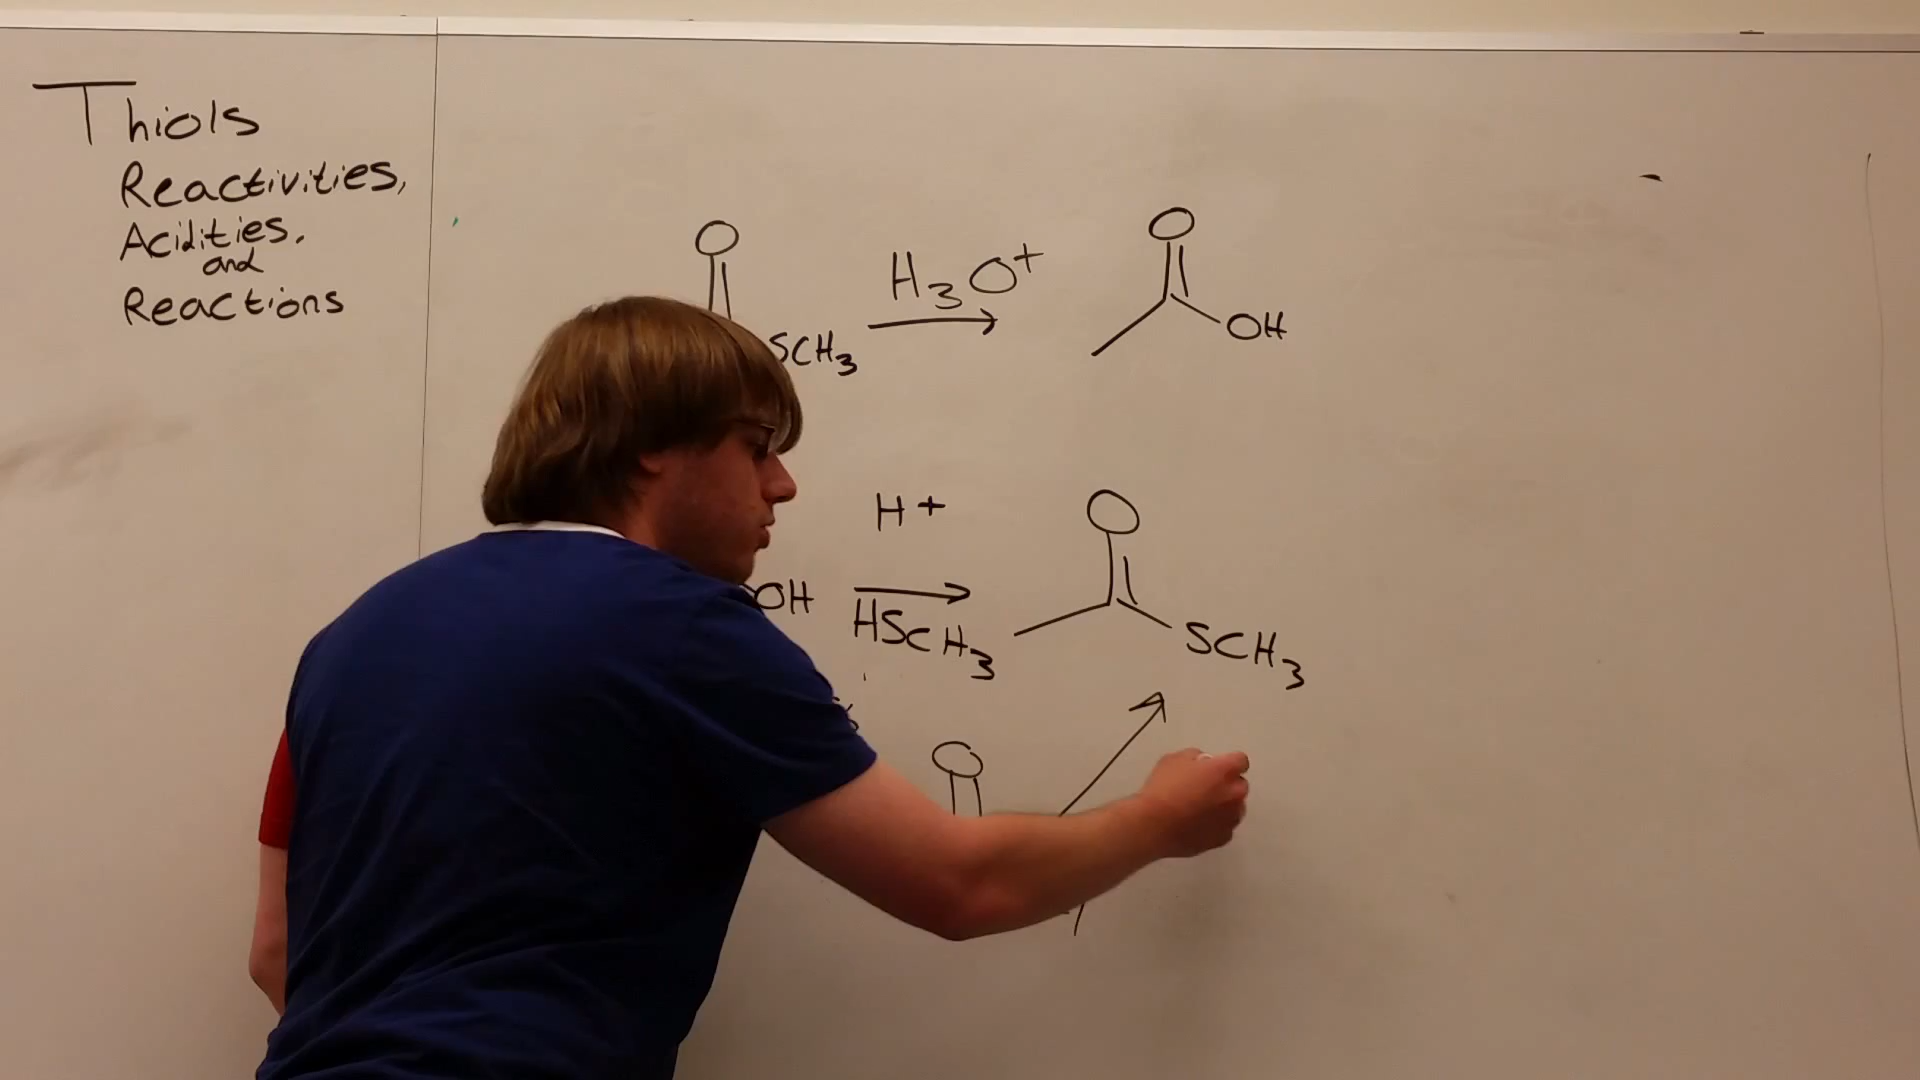 Thiols
Reactivities,
Acidities,
and
Reactions
O
SCH3
H3O+
O
OH
OH
H+
HSCH3
O
SCH3
O